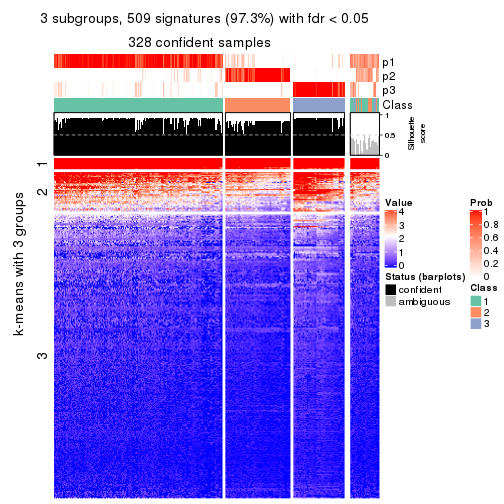 3 subgroups, 509 signatures (97.3%) with fdr < 0.05
328 confident samples
p1
p2
p3
Class
1
0.5
0
Silhouette
score
k-means with 3 groups
1
2
3
Value
4
3
2
1
0
Status (barplots)
confident
ambiguous
Prob
1
0.8
0.6
0.4
0.2
0
Class
1
2
3